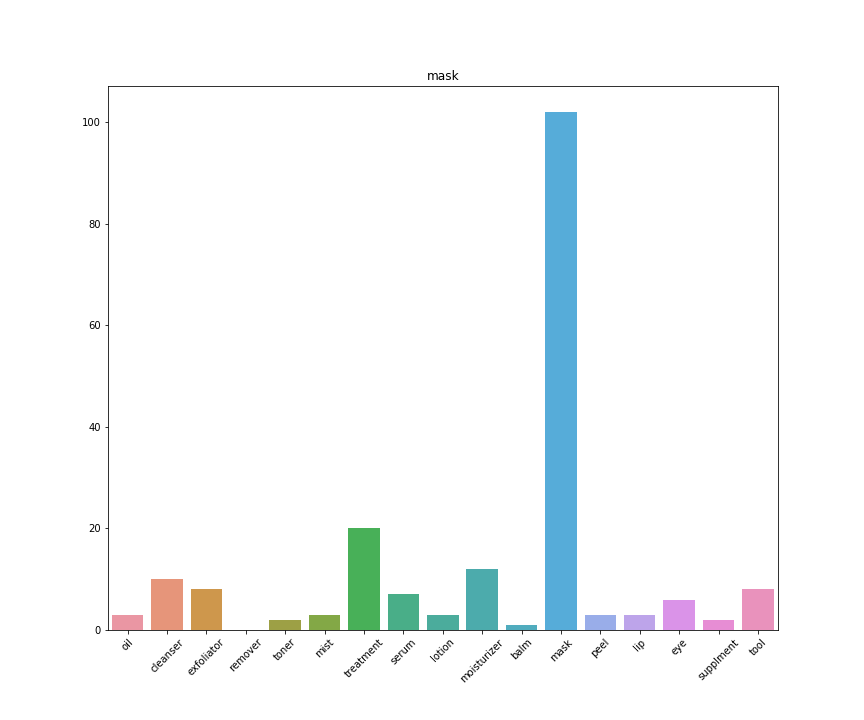 mask
100
80
60
40
20
0
oil
cleanser
exfoliator
remover
toner
mist
treatment
serum
lotion
moisturizer
balm
mask
peel
lip
eye
supplment
tool